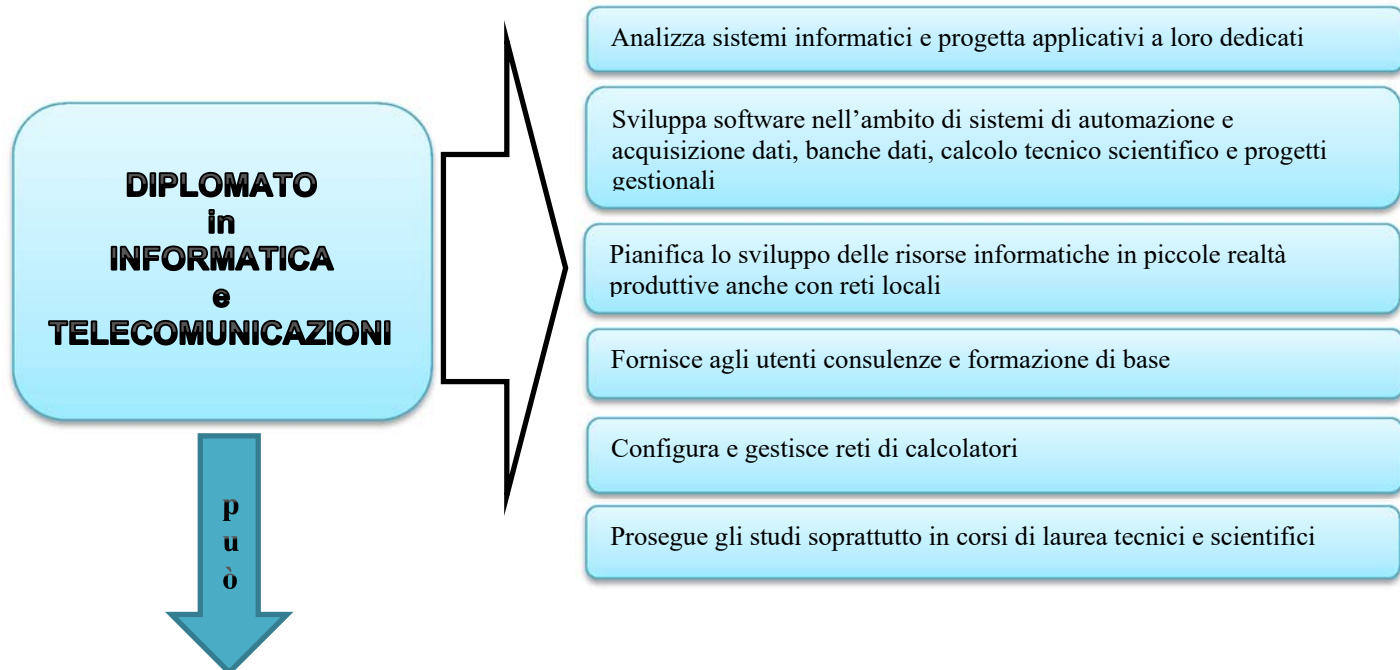 DIPLOMATO
in
INFORMATICA
e
TELECOMUNICAZIONI
p
u
ò
Analizza sistemi informatici e progetta applicativi a loro dedicati
Sviluppa software nell’ambito di sistemi di automazione e
acquisizione dati, banche dati, calcolo tecnico scientifico e progetti
gestionali
Pianifica lo sviluppo delle risorse informatiche in piccole realtà
produttive anche con reti locali
Fornisce agli utenti consulenze e formazione di base
Configura e gestisce reti di calcolatori
Prosegue gli studi soprattutto in corsi di laurea tecnici e scientifici